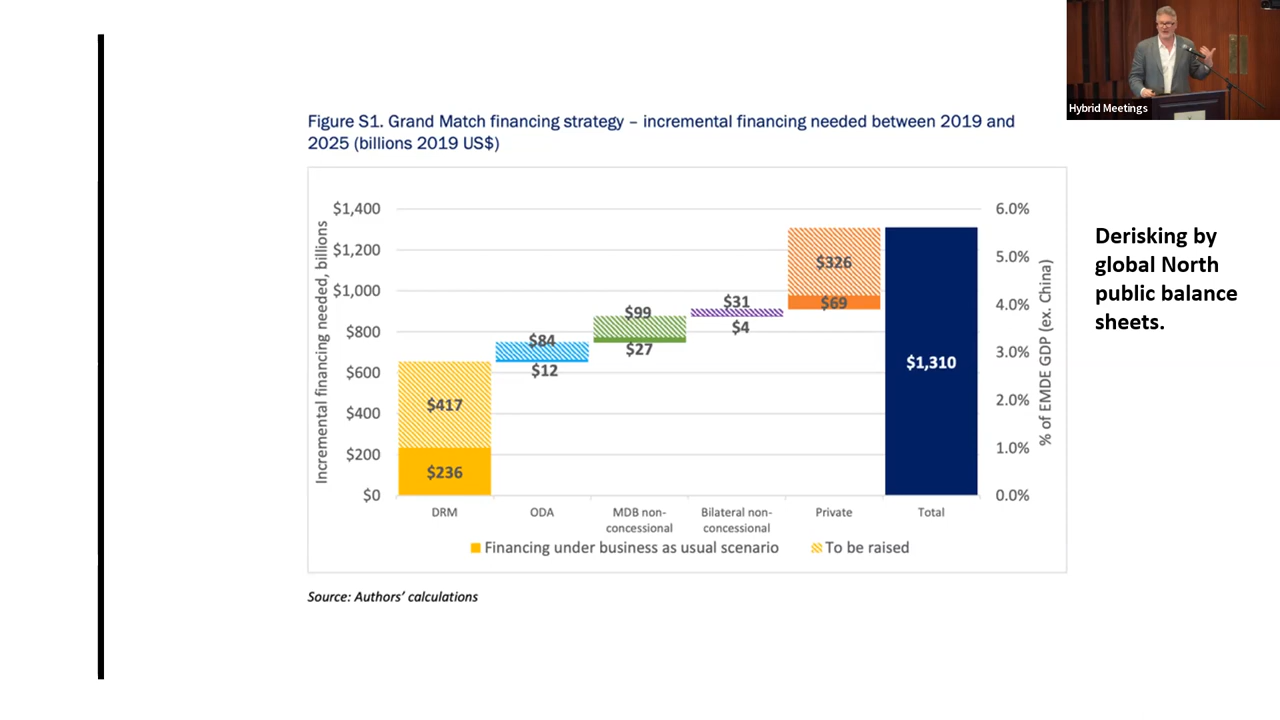 Hybrid Meetings
Figure S1. Grand Match financing strategy – incremental financing needed between 2019 and
2025 (billions 2019 US$)
Incremental financing needed, billions
$1,400
$1,200
$1,000
$800
$600
$400
$200
$0
$417
$236
$84
$12
$99
$27
$31
$4
$326
$69
$1,310
6.0%
5.0%
4.0%
3.0%
2.0%
1.0%
0.0%
% of EMDE GDP (ex. China)
DRM
ODA
MDB non-
concessional
Bilateral non-
concessional
Private
Total
Financing under business as usual scenario
To be raised
Source: Authors’ calculations
Derisking by
global North
public balance
sheets.